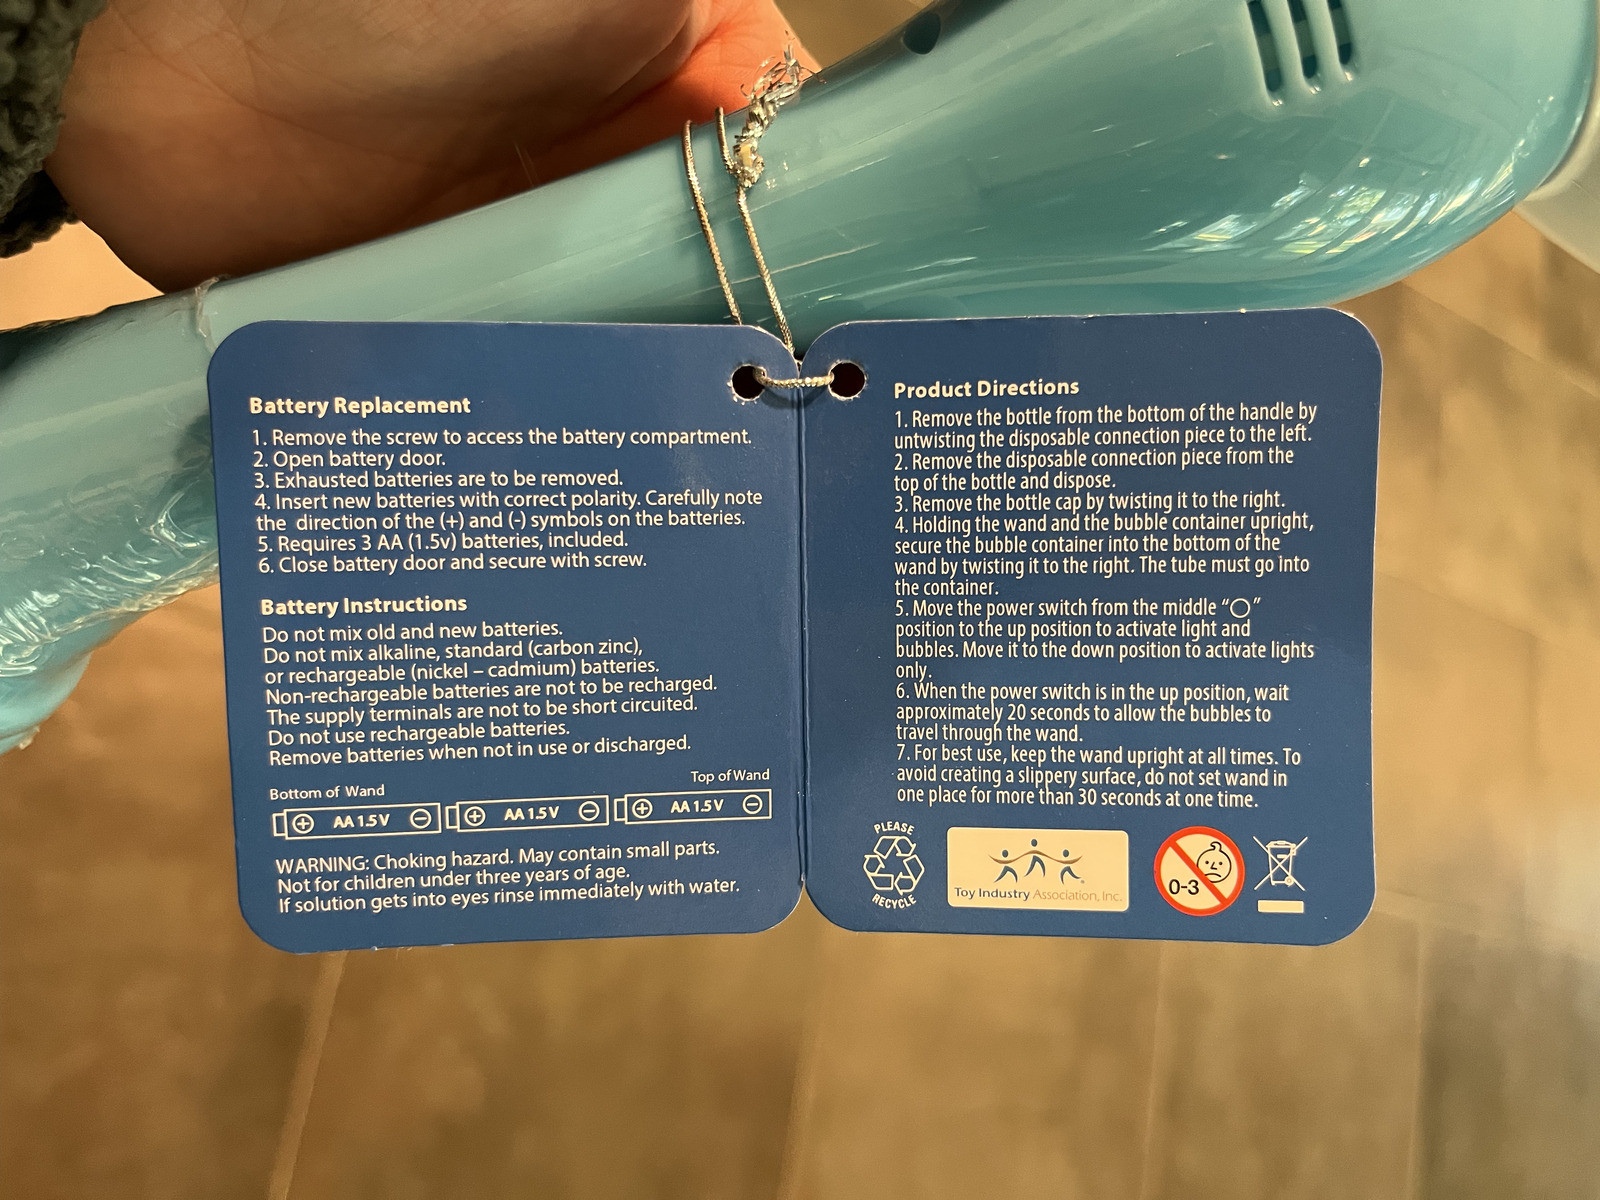 Battery Replacement
1. Remove the screw to access the battery compartment.
2. Open battery door.
3. Exhausted batteries are to be removed.
4. Insert new batteries with correct polarity. Carefully note
the direction of the (+) and (-) symbols on the batteries.
5. Requires 3 AA (1.5v) batteries, included.
6. Close battery door and secure with screw.
Battery Instructions
Do not mix old and new batteries.
Do not mix alkaline, standard (carbon zinc),
or rechargeable (nickel – cadmium) batteries.
Non-rechargeable batteries are not to be recharged.
The supply terminals are not to be short circuited.
Do not use rechargeable batteries.
Remove batteries when not in use or discharged.
Top of Wand
Bottom of Wand
+ AA 1.5V − + AA 1.5V − + AA 1.5V −
WARNING: Choking hazard. May contain small parts.
Not for children under three years of age.
If solution gets into eyes rinse immediately with water.
Product Directions
1. Remove the bottle from the bottom of the handle by
untwisting the disposable connection piece to the left.
2. Remove the disposable connection piece from the
top of the bottle and dispose.
3. Remove the bottle cap by twisting it to the right.
4. Holding the wand and the bubble container upright,
secure the bubble container into the bottom of the
wand by twisting it to the right. The tube must go into
the container.
5. Move the power switch from the middle “○”
position to the up position to activate light and
bubbles. Move it to the down position to activate lights
only.
6. When the power switch is in the up position, wait
approximately 20 seconds to allow the bubbles to
travel through the wand.
7. For best use, keep the wand upright at all times. To
avoid creating a slippery surface, do not set wand in
one place for more than 30 seconds at one time.
PLEASE
RECYCLE
Toy Industry Association, Inc.
0-3